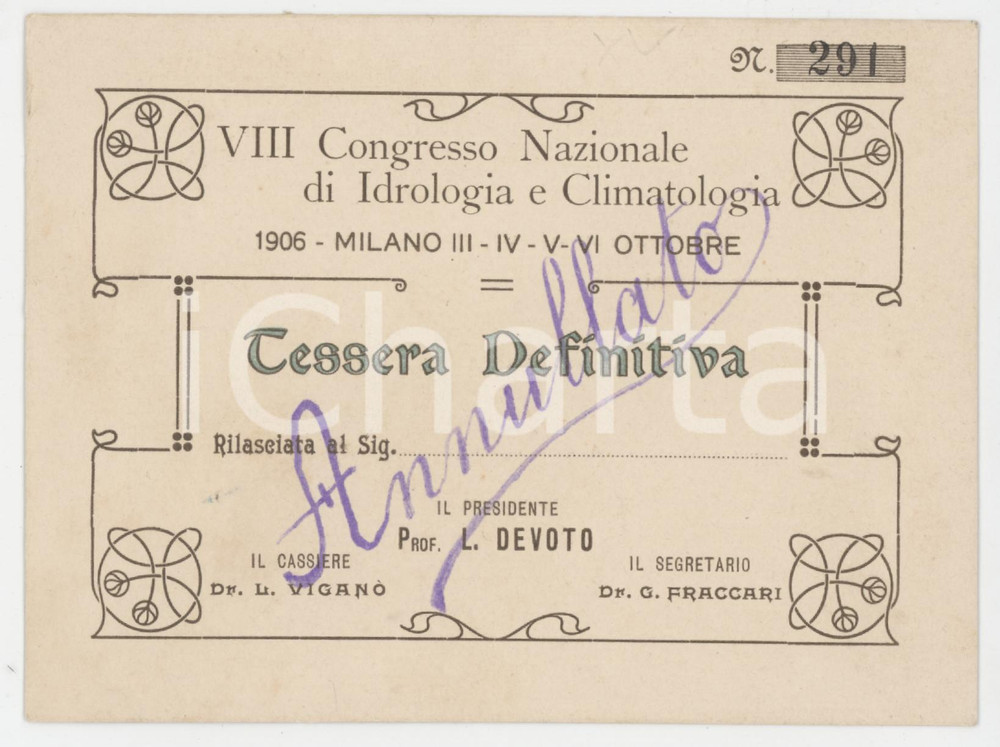 N. 291
VIII Congresso Nazionale
di Idrologia e Climatologia
1906 - MILANO III - IV - V - VI OTTOBRE
Tessera Definitiva
Rilasciata al Sig.
Annullato
IL PRESIDENTE
PROF. L. DEVOTO
IL CASSIERE
Dr. L. VIGANÒ
IL SEGRETARIO
Dr. G. FRACCARI
iCharta